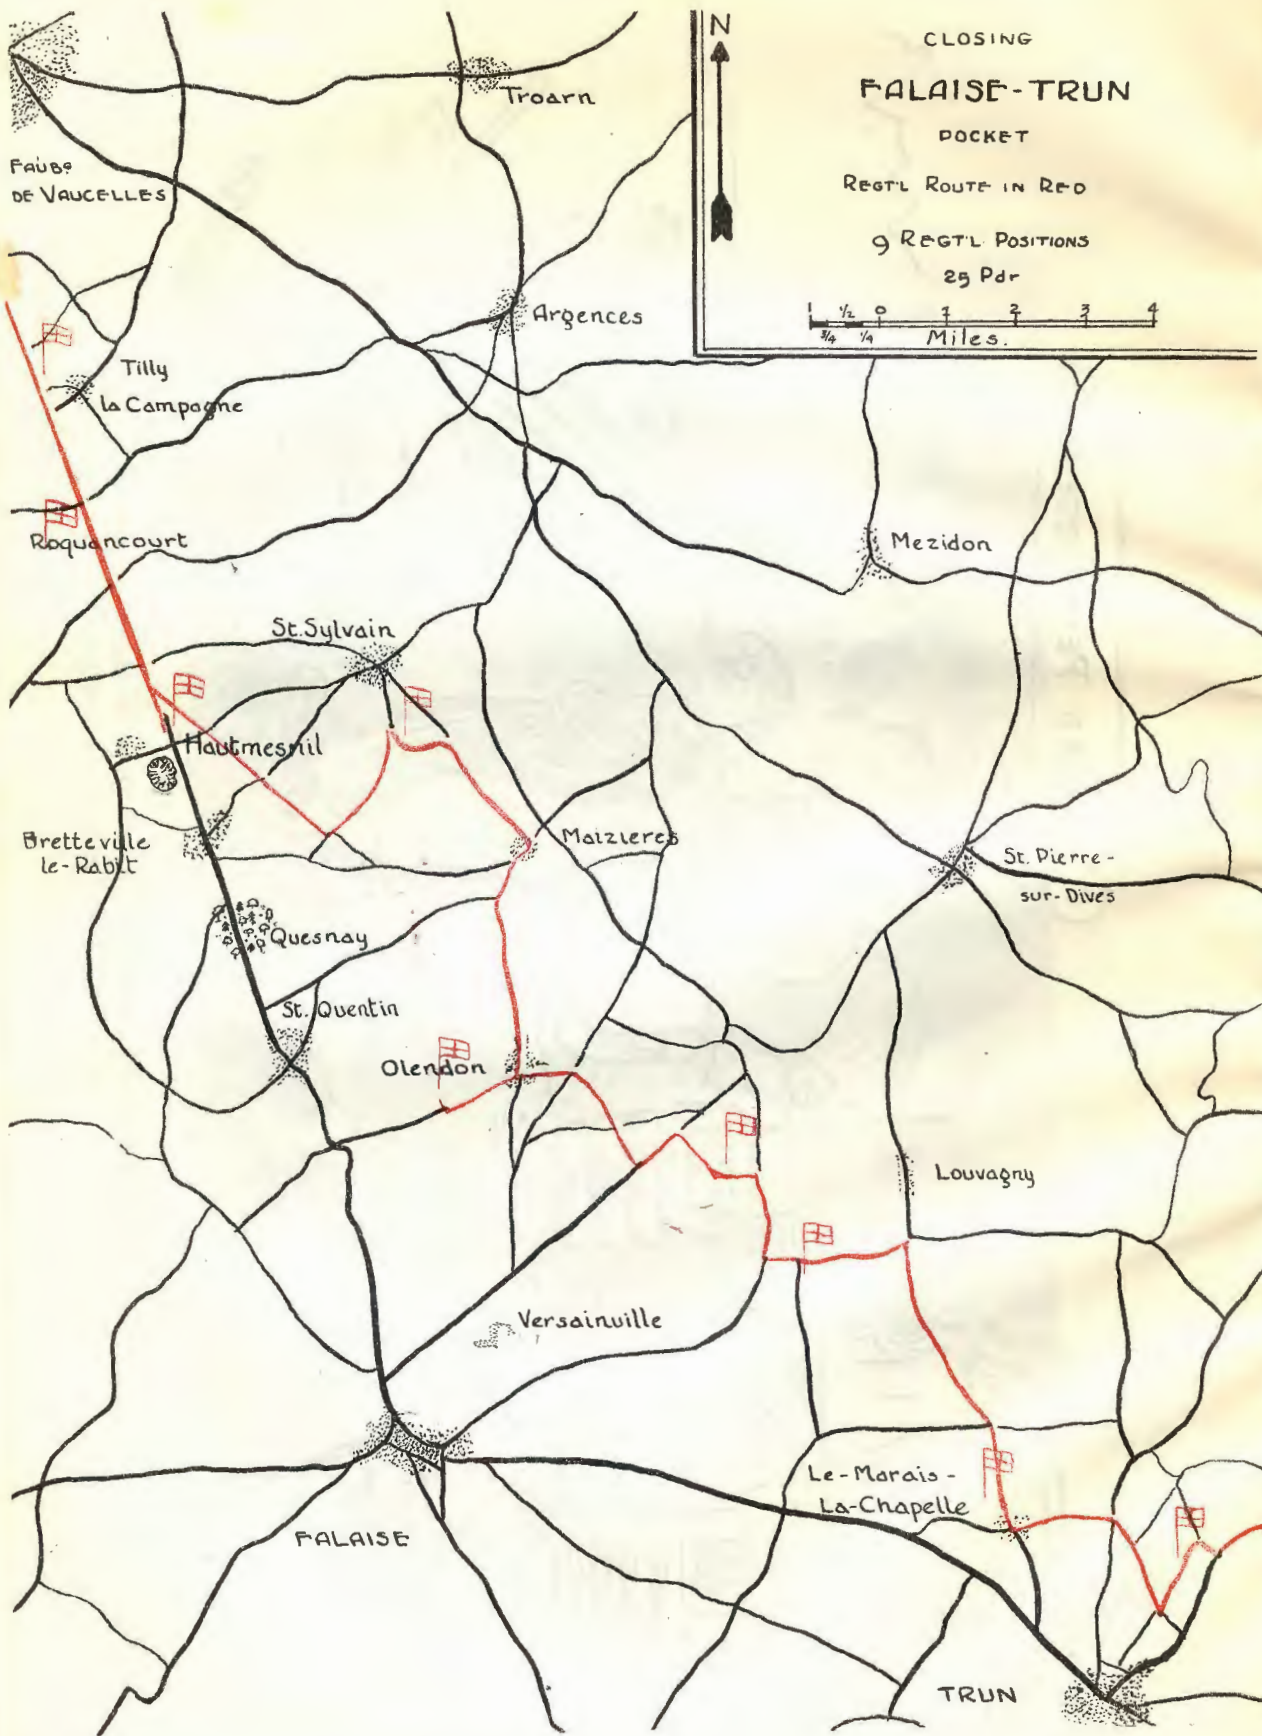 N
CLOSING
FALAISE-TRUN
POCKET
REGT'L ROUTE IN RED
9 REGT'L POSITIONS
25 Pdr
1 1/2 0 1 2 3 4
3/4 1/4 Miles.
Troarn
FAUBG
DE VAUCELLES
Argences
Tilly
la Campagne
Roquancourt
Mezidon
St. Sylvain
Hautmesnil
Bretteville
le-Rabit
Maizieres
St. Pierre-
sur-Dives
Quesnay
St. Quentin
Olendon
Louvagny
Versainville
Le-Marais-
La-Chapelle
FALAISE
TRUN